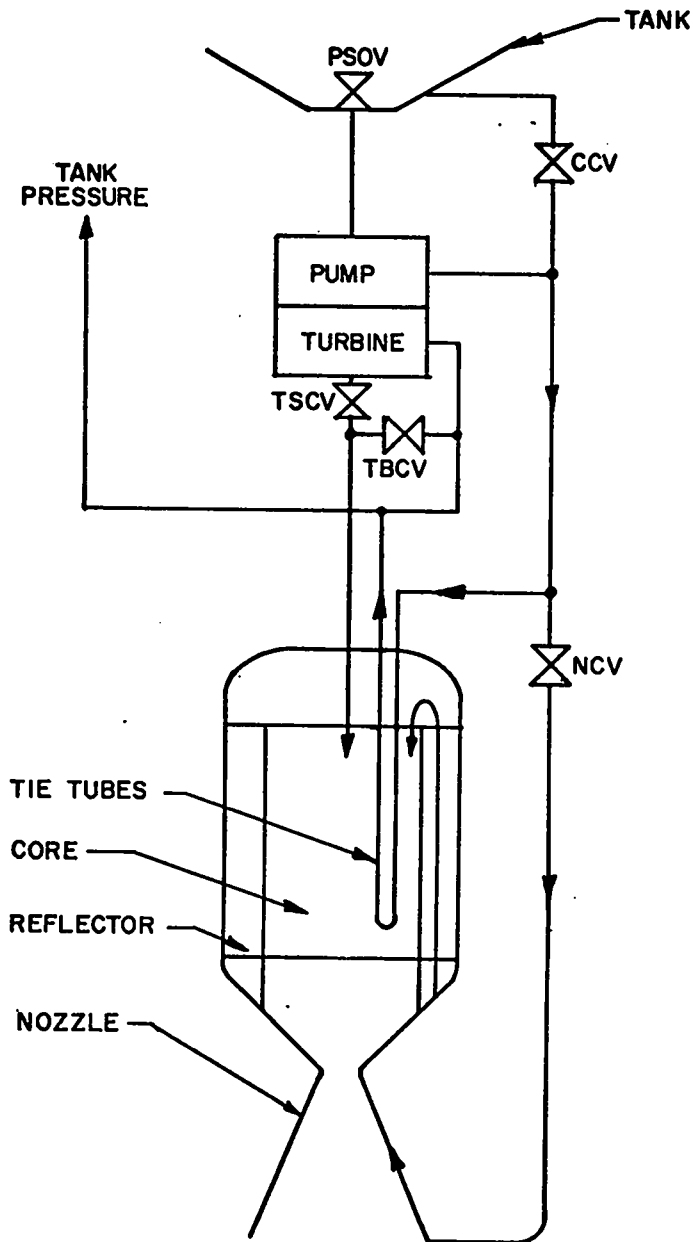 TANK
PSOV
CCV
TANK
PRESSURE
PUMP
TURBINE
TSCV
TBCV
NCV
TIE TUBES
CORE
REFLECTOR
NOZZLE